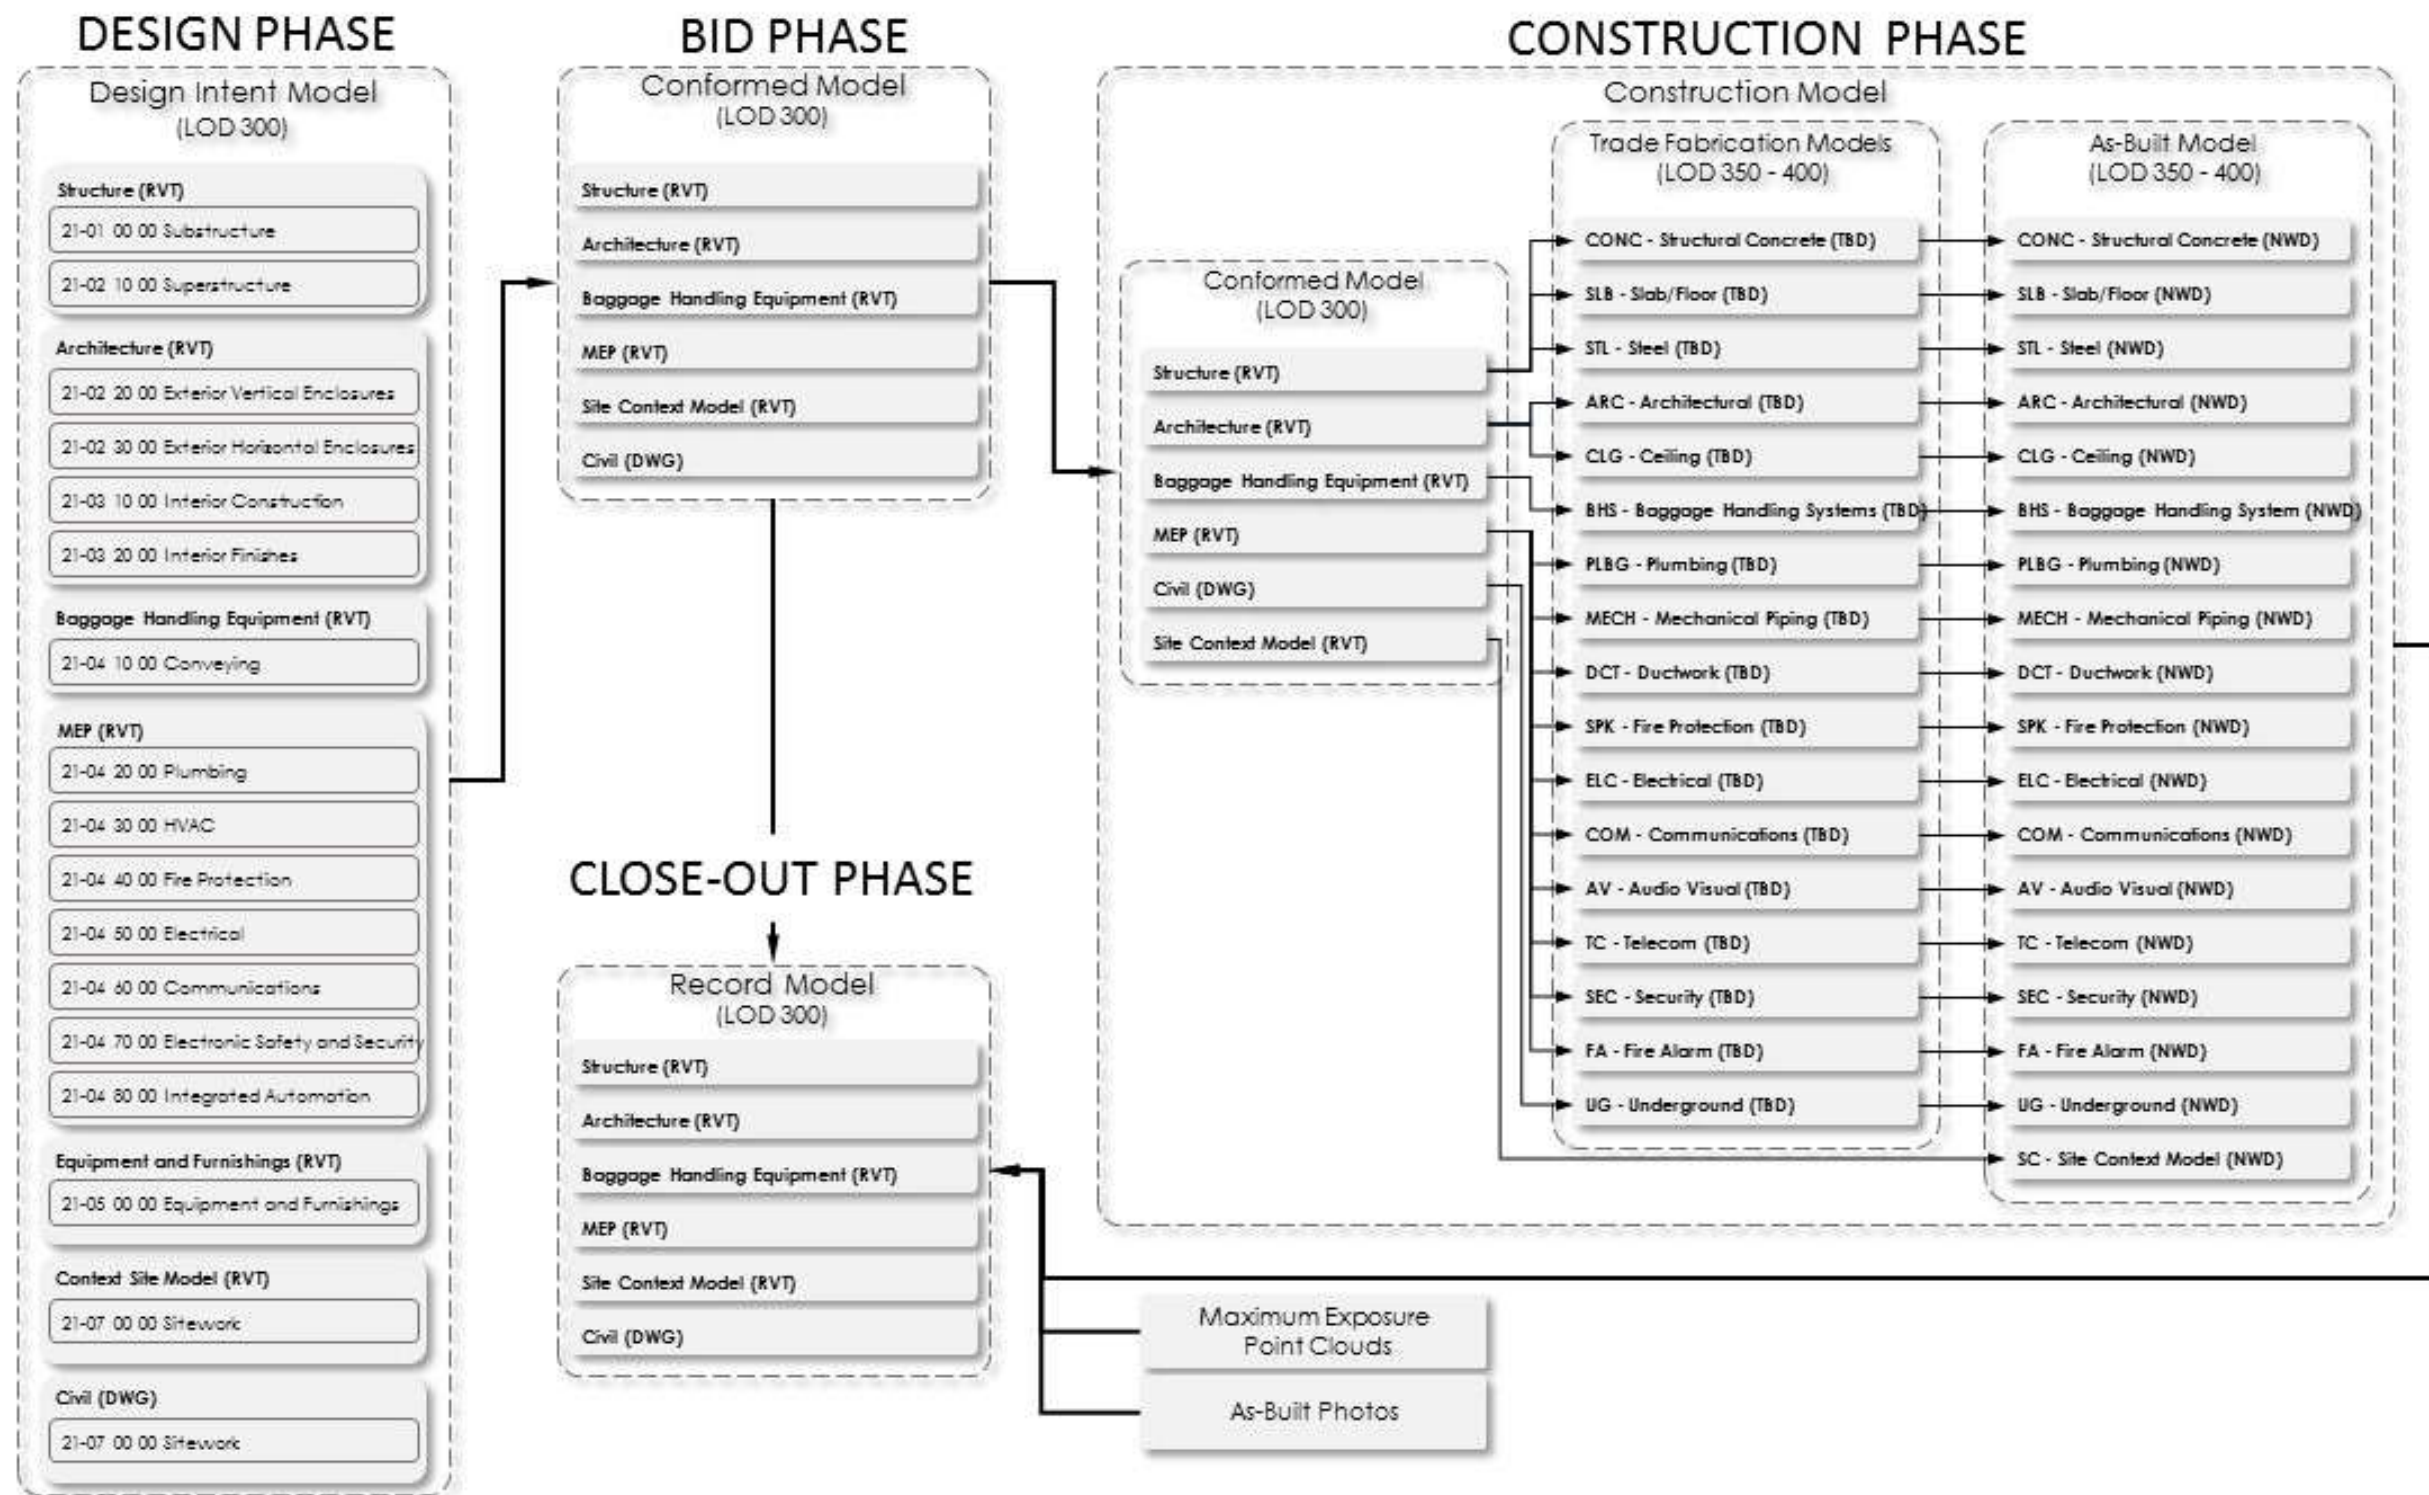 DESIGN PHASE
Design Intent Model
(LOD 300)
Structure (RVT)
21-01 00 00 Substructure
21-02 10 00 Superstructure
Architecture (RVT)
21-02 20 00 Exterior Vertical Enclosures
21-02 30 00 Exterior Horizontal Enclosures
21-03 10 00 Interior Construction
21-03 20 00 Interior Finishes
Baggage Handling Equipment (RVT)
21-04 10 00 Conveying
MEP (RVT)
21-04 20 00 Plumbing
21-04 30 00 HVAC
21-04 40 00 Fire Protection
21-04 50 00 Electrical
21-04 60 00 Communications
21-04 70 00 Electronic Safety and Security
21-04 80 00 Integrated Automation
Equipment and Furnishings (RVT)
21-05 00 00 Equipment and Furnishings
Context Site Model (RVT)
21-07 00 00 Sitework
Civil (DWG)
21-07 00 00 Sitework
BID PHASE
Conformed Model
(LOD 300)
Structure (RVT)
Architecture (RVT)
Baggage Handling Equipment (RVT)
MEP (RVT)
Site Context Model (RVT)
Civil (DWG)
CLOSE-OUT PHASE
Record Model
(LOD 300)
Structure (RVT)
Architecture (RVT)
Baggage Handling Equipment (RVT)
MEP (RVT)
Site Context Model (RVT)
Civil (DWG)
CONSTRUCTION PHASE
Construction Model
Conformed Model
(LOD 300)
Structure (RVT)
Architecture (RVT)
Baggage Handling Equipment (RVT)
MEP (RVT)
Civil (DWG)
Site Context Model (RVT)
Trade Fabrication Models
(LOD 350 - 400)
CONC - Structural Concrete (TBD)
SLB - Slab/Floor (TBD)
STL - Steel (TBD)
ARC - Architectural (TBD)
CLG - Ceiling (TBD)
BHS - Baggage Handling Systems (TBD)
PLBG - Plumbing (TBD)
MECH - Mechanical Piping (TBD)
DCT - Ductwork (TBD)
SPK - Fire Protection (TBD)
ELC - Electrical (TBD)
COM - Communications (TBD)
AV - Audio Visual (TBD)
TC - Telecom (TBD)
SEC - Security (TBD)
FA - Fire Alarm (TBD)
UG - Underground (TBD)
As-Built Model
(LOD 350 - 400)
CONC - Structural Concrete (NWD)
SLB - Slab/Floor (NWD)
STL - Steel (NWD)
ARC - Architectural (NWD)
CLG - Ceiling (NWD)
BHS - Baggage Handling System (NWD)
PLBG - Plumbing (NWD)
MECH - Mechanical Piping (NWD)
DCT - Ductwork (NWD)
SPK - Fire Protection (NWD)
ELC - Electrical (NWD)
COM - Communications (NWD)
AV - Audio Visual (NWD)
TC - Telecom (NWD)
SEC - Security (NWD)
FA - Fire Alarm (NWD)
UG - Underground (NWD)
SC - Site Context Model (NWD)
Maximum Exposure
Point Clouds
As-Built Photos